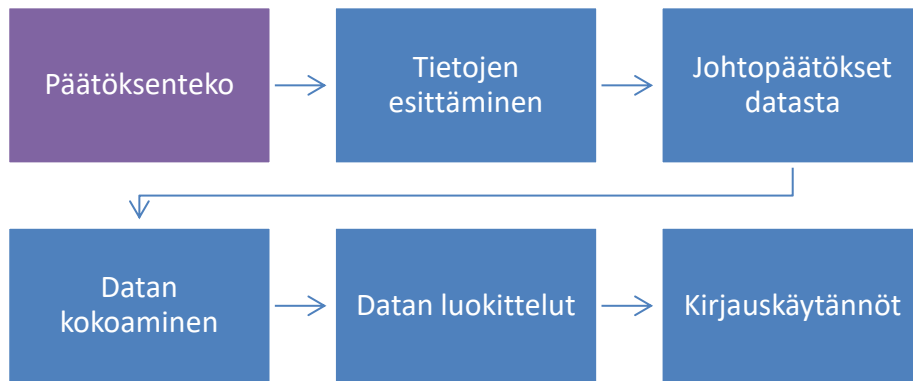 Päätöksenteko
Tietojen
esittäminen
Johtopäätökset
datasta
Datan
kokoaminen
Datan luokittelut
Kirjauskäytännöt